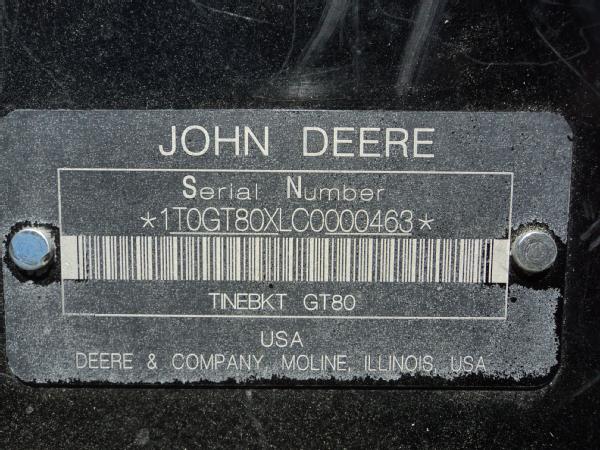 JOHN DEERE
Serial Number
*1T0GT80XLC0000463*
TINEBKT GT80
USA
DEERE & COMPANY, MOLINE, ILLINOIS, USA